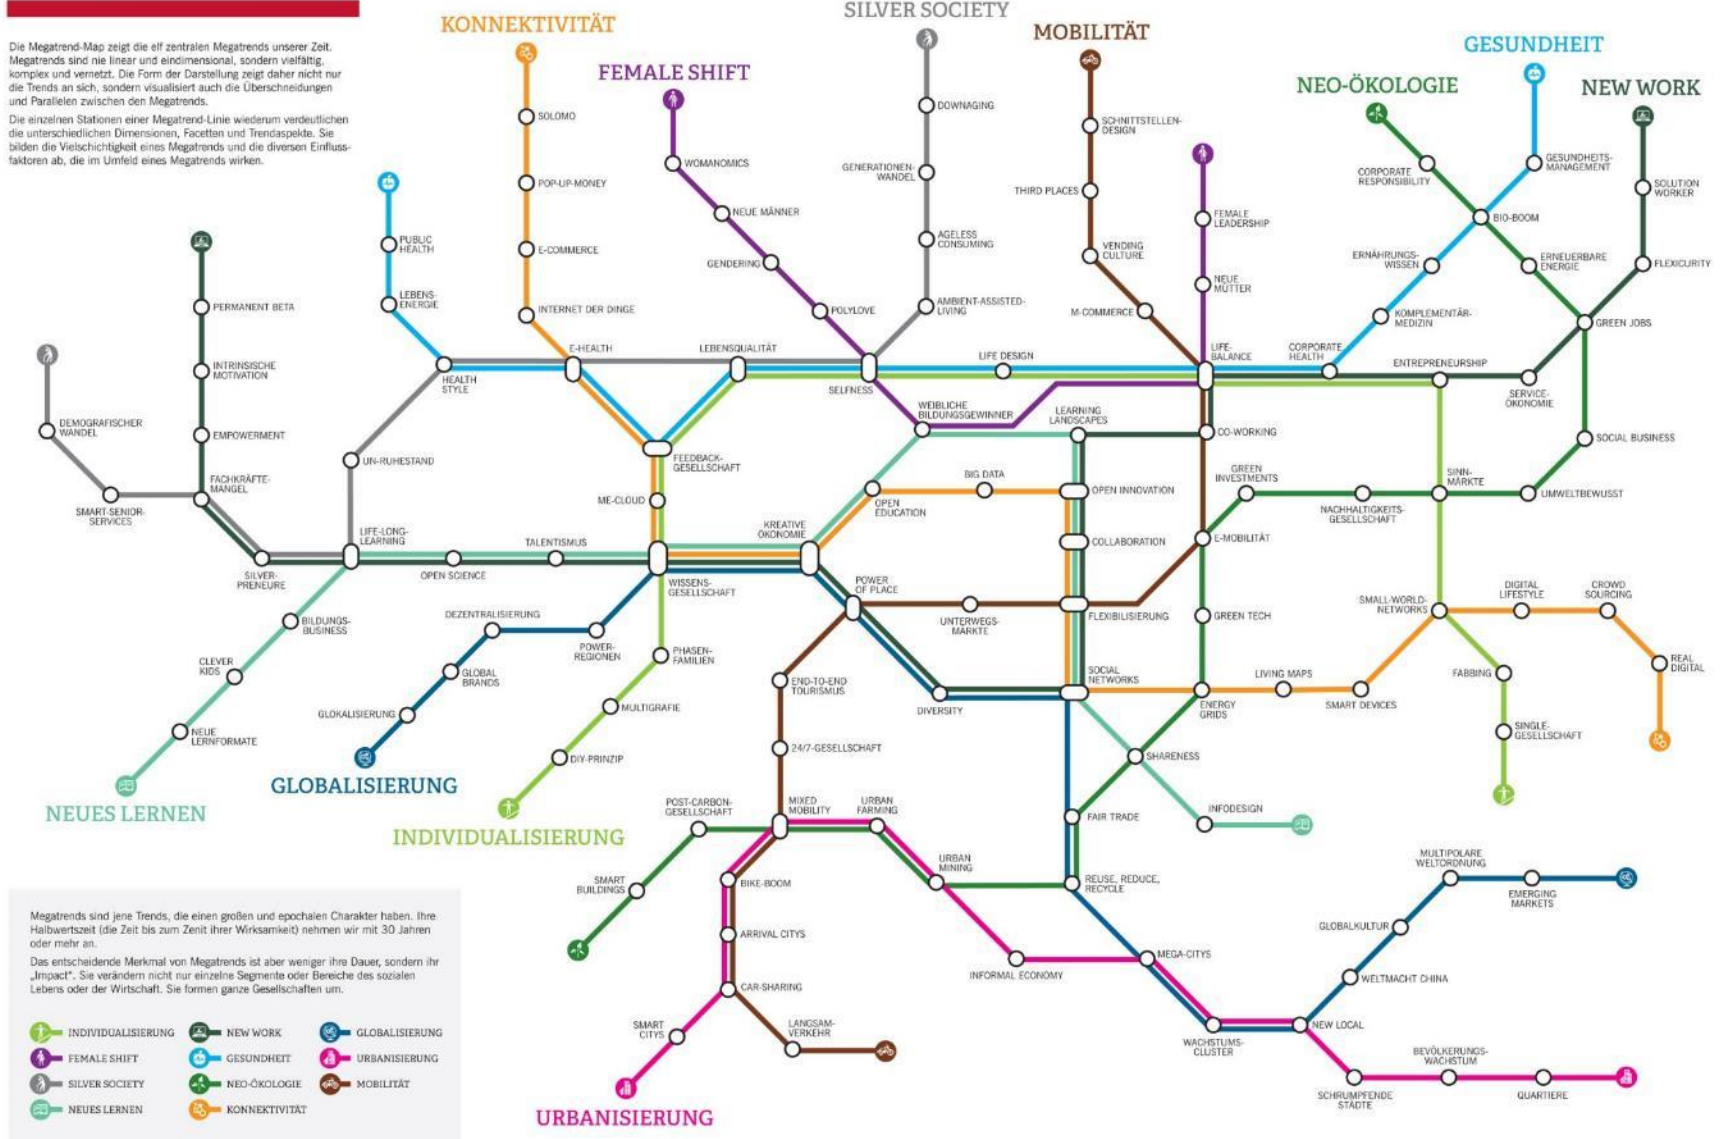 SILVER SOCIETY
KONNEKTIVITÄT
MOBILITÄT
GESUNDHEIT
FEMALE SHIFT
NEO-ÖKOLOGIE
NEW WORK
Die Megatrend-Map zeigt die elf zentralen Megatrends unserer Zeit.
Megatrends sind nie linear und eindimensional, sondern vielfältig,
komplex und vernetzt. Die Form der Darstellung zeigt daher nicht nur
die Trends an sich, sondern visualisiert auch die Überschneidungen
und Parallelen zwischen den Megatrends.
Die einzelnen Stationen einer Megatrend-Linie wiederum verdeutlichen
die unterschiedlichen Dimensionen, Facetten und Trendaspekte. Sie
bilden die Vielschichtigkeit eines Megatrends und die diversen Einfluss-
faktoren ab, die im Umfeld eines Megatrends wirken.
SOLOMO
POP-UP-MONEY
E-COMMERCE
INTERNET DER DINGE
WOMANOMICS
NEUE MÄNNER
GENDERING
POLYLOVE
DOWNAGING
GENERATIONEN-
WANDEL
AGELESS
CONSUMING
AMBIENT-ASSISTED-
LIVING
SCHNITTSTELLEN-
DESIGN
THIRD PLACES
VENDING
CULTURE
M-COMMERCE
FEMALE
LEADERSHIP
NEUE
MÜTTER
CORPORATE
RESPONSIBILITY
GESUNDHEITS-
MANAGEMENT
BIO-BOOM
ERNÄHRUNGS-
WISSEN
ERNEUERBARE
ENERGIE
KOMPLEMENTÄR-
MEDIZIN
SOLUTION
WORKER
FLEXICURITY
GREEN JOBS
PUBLIC
HEALTH
LEBENS-
ENERGIE
PERMANENT BETA
INTRINSISCHE
MOTIVATION
EMPOWERMENT
FACHKRÄFTE-
MANGEL
DEMOGRAFISCHER
WANDEL
SMART-SENIOR-
SERVICES
SILVER-
PRENEURE
HEALTH
STYLE
E-HEALTH
LEBENSQUALITÄT
SELFNESS
LIFE DESIGN
LIFE-
BALANCE
CORPORATE
HEALTH
ENTREPRENEURSHIP
SERVICE-
ÖKONOMIE
UN-RUHESTAND
FEEDBACK-
GESELLSCHAFT
WEIBLICHE
BILDUNGSGEWINNER
LEARNING
LANDSCAPES
CO-WORKING
SOCIAL BUSINESS
ME-CLOUD
BIG DATA
OPEN
EDUCATION
OPEN INNOVATION
GREEN
INVESTMENTS
NACHHALTIGKEITS-
GESELLSCHAFT
SINN-
MÄRKTE
UMWELTBEWUSST
LIFE-LONG-
LEARNING
OPEN SCIENCE
TALENTISMUS
WISSENS-
GESELLSCHAFT
KREATIVE
ÖKONOMIE
COLLABORATION
E-MOBILITÄT
POWER
OF PLACE
UNTERWEGS-
MÄRKTE
FLEXIBILISIERUNG
GREEN TECH
SMALL-WORLD-
NETWORKS
DIGITAL
LIFESTYLE
CROWD
SOURCING
REAL
DIGITAL
BILDUNGS-
BUSINESS
CLEVER
KIDS
NEUE
LERNFORMATE
NEUES LERNEN
DEZENTRALISIERUNG
POWER-
REGIONEN
GLOBAL
BRANDS
GLOKALISIERUNG
GLOBALISIERUNG
PHASEN-
FAMILIEN
MULTIGRAFIE
DIY-PRINZIP
INDIVIDUALISIERUNG
END-TO-END
TOURISMUS
24/7-GESELLSCHAFT
DIVERSITY
SOCIAL
NETWORKS
ENERGY
GRIDS
LIVING MAPS
SMART DEVICES
FABBING
SINGLE-
GESELLSCHAFT
SHARENESS
INFODESIGN
FAIR TRADE
POST-CARBON-
GESELLSCHAFT
MIXED
MOBILITY
URBAN
FARMING
URBAN
MINING
REUSE, REDUCE,
RECYCLE
SMART
BUILDINGS
BIKE-BOOM
ARRIVAL CITYS
CAR-SHARING
SMART
CITYS
LANGSAM-
VERKEHR
URBANISIERUNG
INFORMAL ECONOMY
MEGA-CITYS
WACHSTUMS-
CLUSTER
NEW LOCAL
WELTMACHT CHINA
GLOBALKULTUR
MULTIPOLARE
WELTORDNUNG
EMERGING
MARKETS
SCHRUMPFENDE
STÄDTE
BEVÖLKERUNGS-
WACHSTUM
QUARTIERE
Megatrends sind jene Trends, die einen großen und epochalen Charakter haben. Ihre
Halbwertszeit (die Zeit bis zum Zenit ihrer Wirksamkeit) nehmen wir mit 30 Jahren
oder mehr an.
Das entscheidende Merkmal von Megatrends ist aber weniger ihre Dauer, sondern ihr
„Impact“. Sie verändern nicht nur einzelne Segmente oder Bereiche des sozialen
Lebens oder der Wirtschaft. Sie formen ganze Gesellschaften um.
INDIVIDUALISIERUNG
NEW WORK
GLOBALISIERUNG
FEMALE SHIFT
GESUNDHEIT
URBANISIERUNG
SILVER SOCIETY
NEO-ÖKOLOGIE
MOBILITÄT
NEUES LERNEN
KONNEKTIVITÄT